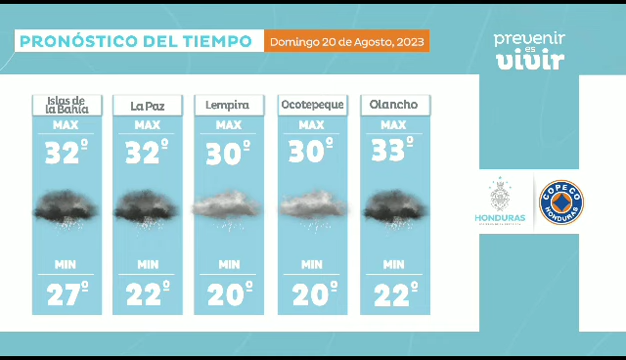 PRONÓSTICO DEL TIEMPO
Domingo 20 de Agosto, 2023
prevenir
es
vivir
Islas de
la Bahía
La Paz
Lempira
Ocotepeque
Olancho
MAX
MAX
MAX
MAX
MAX
32º
32º
30º
30º
33º
MIN
MIN
MIN
MIN
MIN
27º
22º
20º
20º
22º
HONDURAS
COPECO
HONDURAS